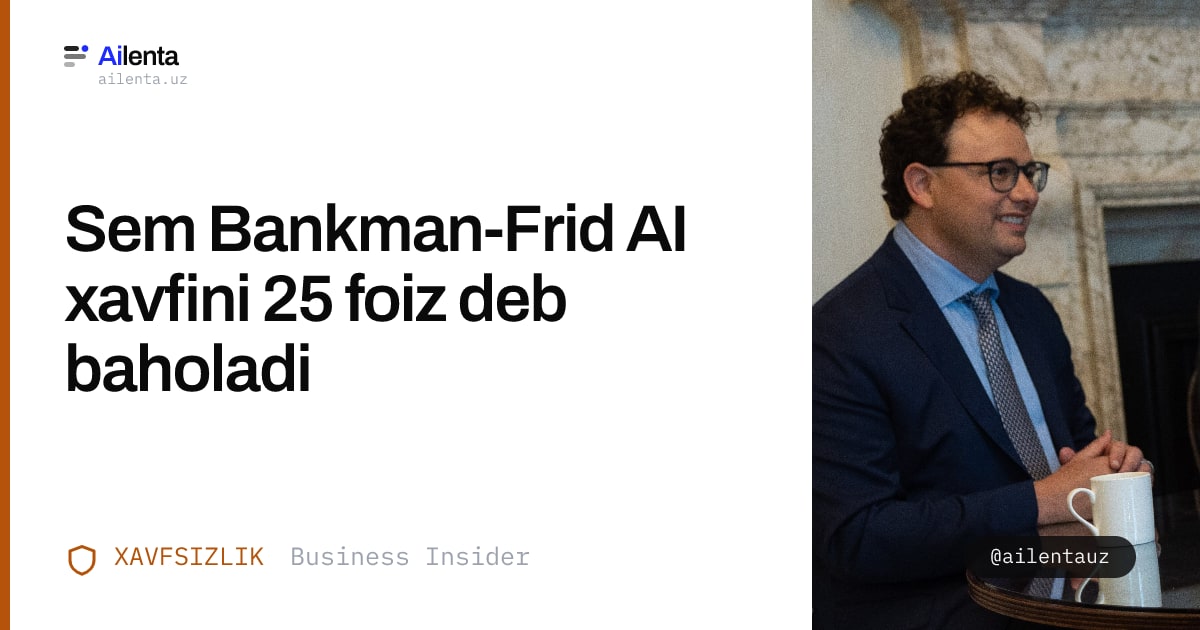 Ailenta
ailenta.uz
Sem Bankman-Frid AI
xavfini 25 foiz deb
baholadi
XAVFSIZLIK Business Insider
@ailentauz